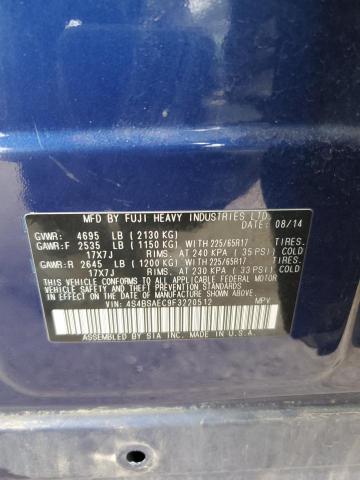 MFD. BY FUJI HEAVY INDUSTRIES LTD.
DATE: 08/14
GVWR: 4695 LB (2130 KG)
GAWR:F 2535 LB (1150 KG) WITH 225/65R17 TIRES.
17X7J RIMS. AT 240 KPA (35 PSI) COLD
GAWR:R 2645 LB (1200 KG) WITH 225/65R17 TIRES.
17X7J RIMS. AT 230 KPA (33 PSI) COLD
THIS VEHICLE CONFORMS TO ALL APPLICABLE FEDERAL MOTOR
VEHICLE SAFETY AND THEFT PREVENTION STANDARDS IN EFFECT
ON THE DATE OF MANUFACTURE SHOWN ABOVE.
VIN: 4S4BSAEC9F3220512 MPV
ASSEMBLED BY SIA INC. MADE IN U.S.A.